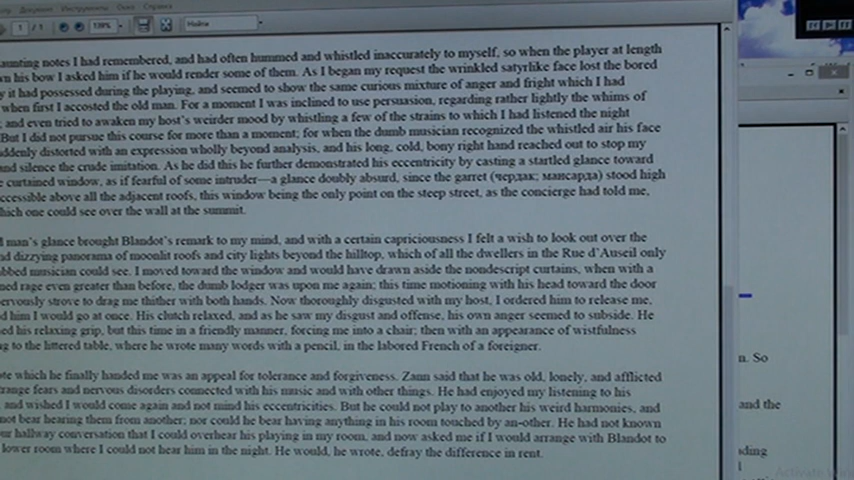 Документ Инструменты Окно Справка
1 / 1 Найти
haunting notes I had remembered, and had often hummed and whistled inaccurately to myself, so when the player at length
his bow I asked him if he would render some of them. As I began my request the wrinkled satyrlike face lost the bored
it had possessed during the playing, and seemed to show the same curious mixture of anger and fright which I had
when first I accosted the old man. For a moment I was inclined to use persuasion, regarding rather lightly the whims of
and even tried to awaken my host's weirder mood by whistling a few of the strains to which I had listened the night
But I did not pursue this course for more than a moment; for when the dumb musician recognized the whistled air his face
suddenly distorted with an expression wholly beyond analysis, and his long, cold, bony right hand reached out to stop my
and silence the crude imitation. As he did this he further demonstrated his eccentricity by casting a startled glance toward
curtained window, as if fearful of some intruder—a glance doubly absurd, since the garret (чердак; мансарда) stood high
accessible above all the adjacent roofs, this window being the only point on the steep street, as the concierge had told me,
which one could see over the wall at the summit.
man's glance brought Blandot's remark to my mind, and with a certain capriciousness I felt a wish to look out over the
dizzying panorama of moonlit roofs and city lights beyond the hilltop, which of all the dwellers in the Rue d'Auseil only
musician could see. I moved toward the window and would have drawn aside the nondescript curtains, when with a
rage even greater than before, the dumb lodger was upon me again; this time motioning with his head toward the door
nervously strove to drag me thither with both hands. Now thoroughly disgusted with my host, I ordered him to release me,
him I would go at once. His clutch relaxed, and as he saw my disgust and offense, his own anger seemed to subside. He
his relaxing grip, but this time in a friendly manner, forcing me into a chair; then with an appearance of wistfulness
to the littered table, where he wrote many words with a pencil, in the labored French of a foreigner.
note which he finally handed me was an appeal for tolerance and forgiveness. Zann said that he was old, lonely, and afflicted
strange fears and nervous disorders connected with his music and with other things. He had enjoyed my listening to his
and wished I would come again and not mind his eccentricities. But he could not play to another his weird harmonies, and
not bear hearing them from another; nor could he bear having anything in his room touched by an-other. He had not known
our hallway conversation that I could overhear his playing in my room, and now asked me if I would arrange with Blandot to
lower room where I could not hear him in the night. He would, he wrote, defray the difference in rent.
n. So
and the